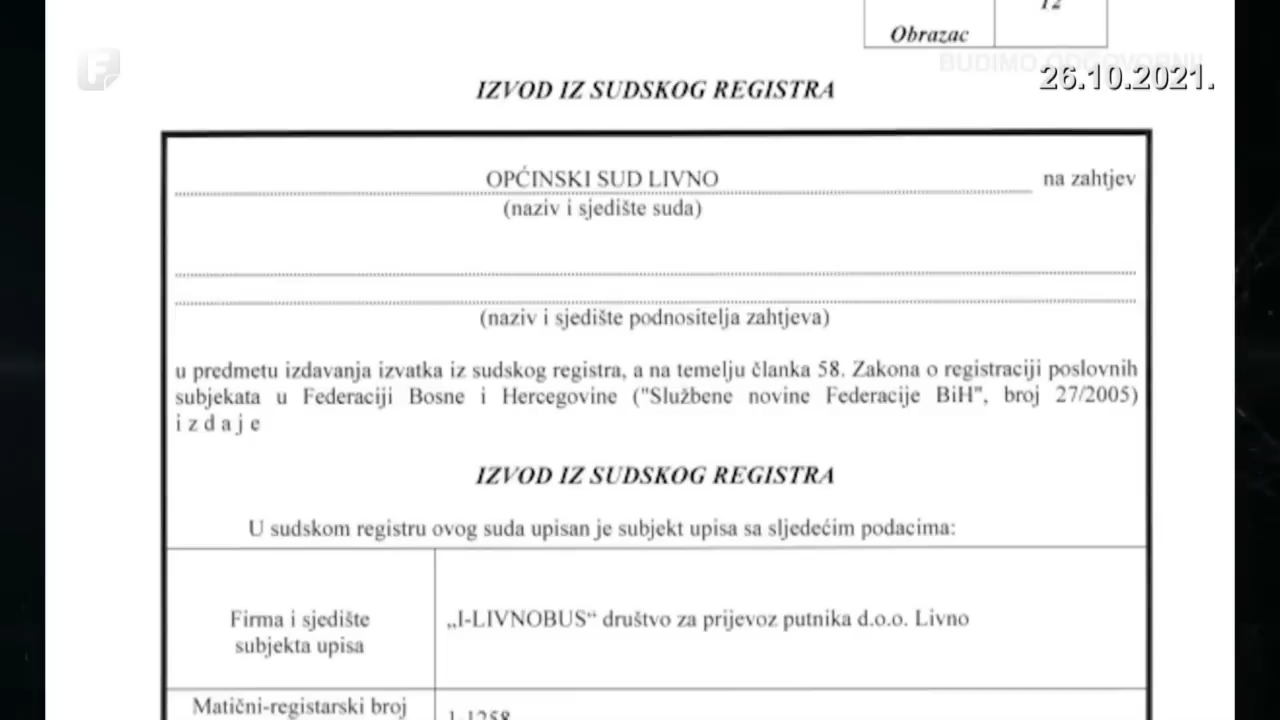 12
Obrazac
BUDIMO ODGOVORNI!
26.10.2021.
IZVOD IZ SUDSKOG REGISTRA
OPĆINSKI SUD LIVNO na zahtjev
(naziv i sjedište suda)
(naziv i sjedište podnositelja zahtjeva)
u predmetu izdavanja izvatka iz sudskog registra, a na temelju članka 58. Zakona o registraciji poslovnih
subjekata u Federaciji Bosne i Hercegovine ("Službene novine Federacije BiH", broj 27/2005)
i z d a j e
IZVOD IZ SUDSKOG REGISTRA
U sudskom registru ovog suda upisan je subjekt upisa sa sljedećim podacima:
Firma i sjedište
subjekta upisa
„I-LIVNOBUS“ društvo za prijevoz putnika d.o.o. Livno
Matični-registarski broj
1-1258